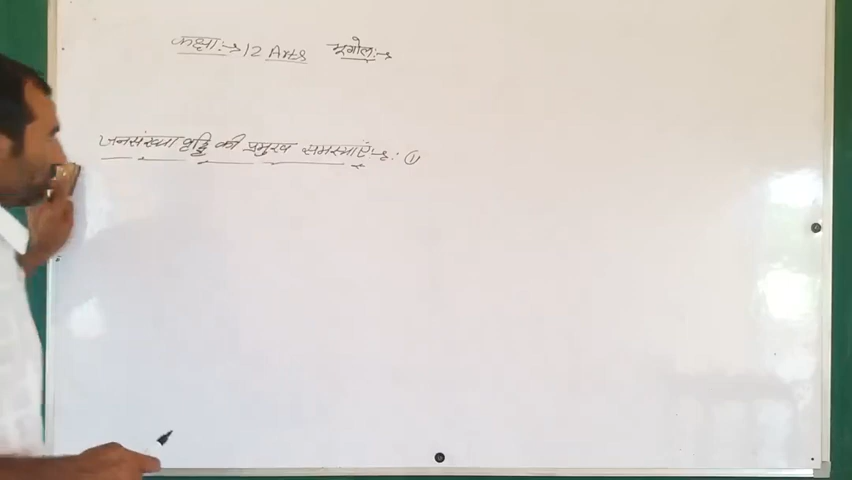 कक्षा:→ 12 Arts भूगोल:→
जनसंख्या वृद्धि की प्रमुख समस्याएँ:→ : ①